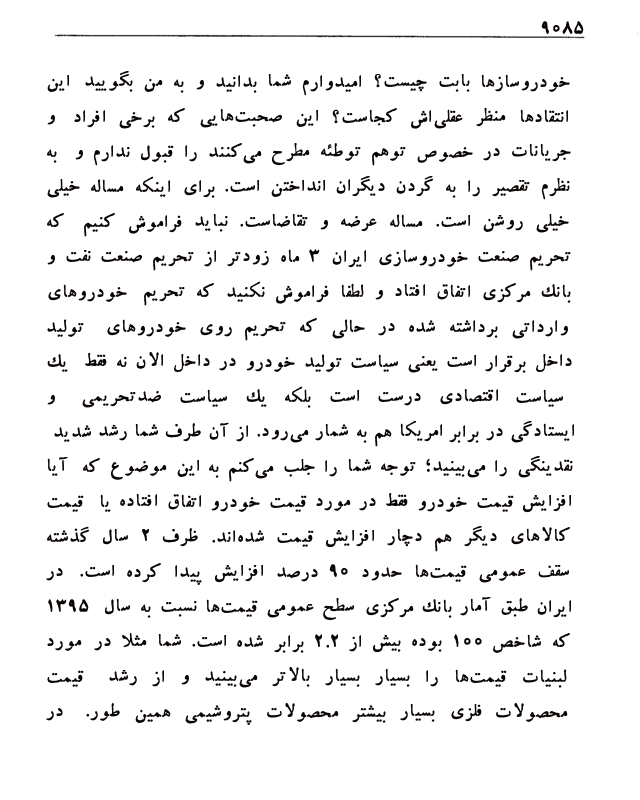 ۹۰۸۵
خودروسازها بابت چیست؟ امیدوارم شما بدانید و به من بگویید این
انتقادها منظر عقلی‌اش کجاست؟ این صحبت‌هایی که برخی افراد و
جریانات در خصوص توهم توطئه مطرح می‌کنند را قبول ندارم و به
نظرم تقصیر را به گردن دیگران انداختن است. برای اینکه مساله خیلی
خیلی روشن است. مساله عرضه و تقاضاست. نباید فراموش کنیم که
تحریم صنعت خودروسازی ایران ۳ ماه زودتر از تحریم صنعت نفت و
بانك مرکزی اتفاق افتاد و لطفا فراموش نکنید که تحریم خودروهای
وارداتی برداشته شده در حالی که تحریم روی خودروهای تولید
داخل برقرار است یعنی سیاست تولید خودرو در داخل الان نه فقط یك
سیاست اقتصادی درست است بلکه یك سیاست ضدتحریمی و
ایستادگی در برابر امریکا هم به شمار می‌رود. از آن طرف شما رشد شدید
نقدینگی را می‌بینید؛ توجه شما را جلب می‌کنم به این موضوع که آیا
افزایش قیمت خودرو فقط در مورد قیمت خودرو اتفاق افتاده یا قیمت
کالاهای دیگر هم دچار افزایش قیمت شده‌اند. ظرف ۲ سال گذشته
سقف عمومی قیمت‌ها حدود ۹۰ درصد افزایش پیدا کرده است. در
ایران طبق آمار بانك مرکزی سطح عمومی قیمت‌ها نسبت به سال ۱۳۹۵
که شاخص ۱۰۰ بوده بیش از ۲.۲ برابر شده است. شما مثلا در مورد
لبنیات قیمت‌ها را بسیار بسیار بالاتر می‌بینید و از رشد قیمت
محصولات فلزی بسیار بیشتر محصولات پتروشیمی همین طور. در